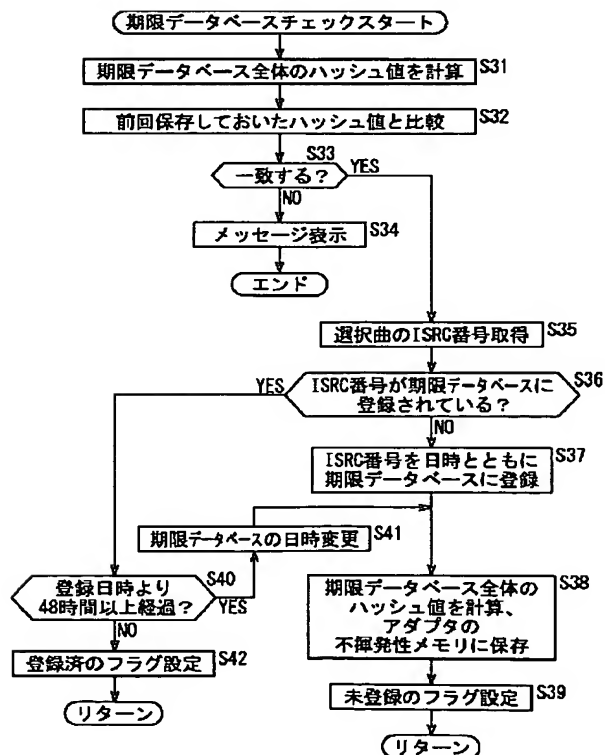 期限データベースチェックスタート
期限データベース全体のハッシュ値を計算
S31
前回保存しておいたハッシュ値と比較
S32
S33
一致する？
YES
NO
メッセージ表示
S34
エンド
選択曲のISRC番号取得
S35
ISRC番号が期限データベースに
登録されている？
S36
YES
NO
ISRC番号を日時とともに
期限データベースに登録
S37
期限データベースの日時変更
S41
登録日時より
48時間以上経過？
S40
YES
NO
期限データベース全体の
ハッシュ値を計算、
アダプタの
不揮発性メモリに保存
S38
登録済のフラグ設定
S42
未登録のフラグ設定
S39
リターン
リターン